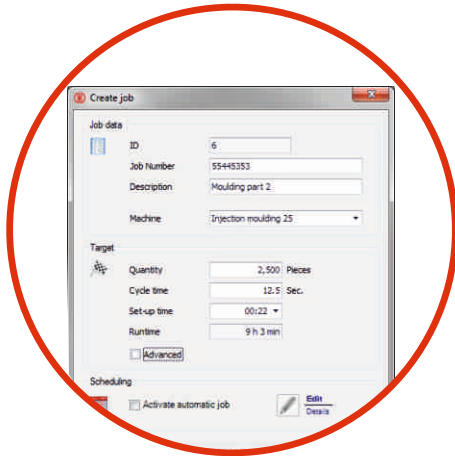 Create job
Job data
ID 6
Job Number 55445353
Description Moulding part 2
Machine Injection moulding 25
Target
Quantity 2,500 Pieces
Cycle time 12.5 Sec.
Set-up time 00:22
Runtime 9 h 3 min
Advanced
Scheduling
Activate automatic job Edit
Details